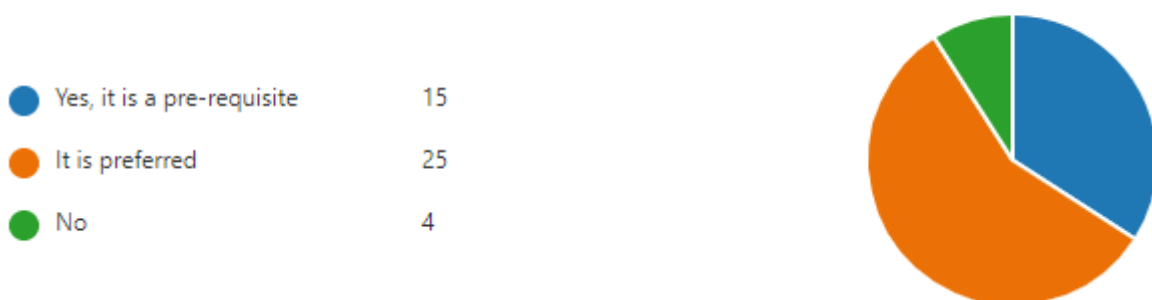 Yes, it is a pre-requisite 15
It is preferred 25
No 4